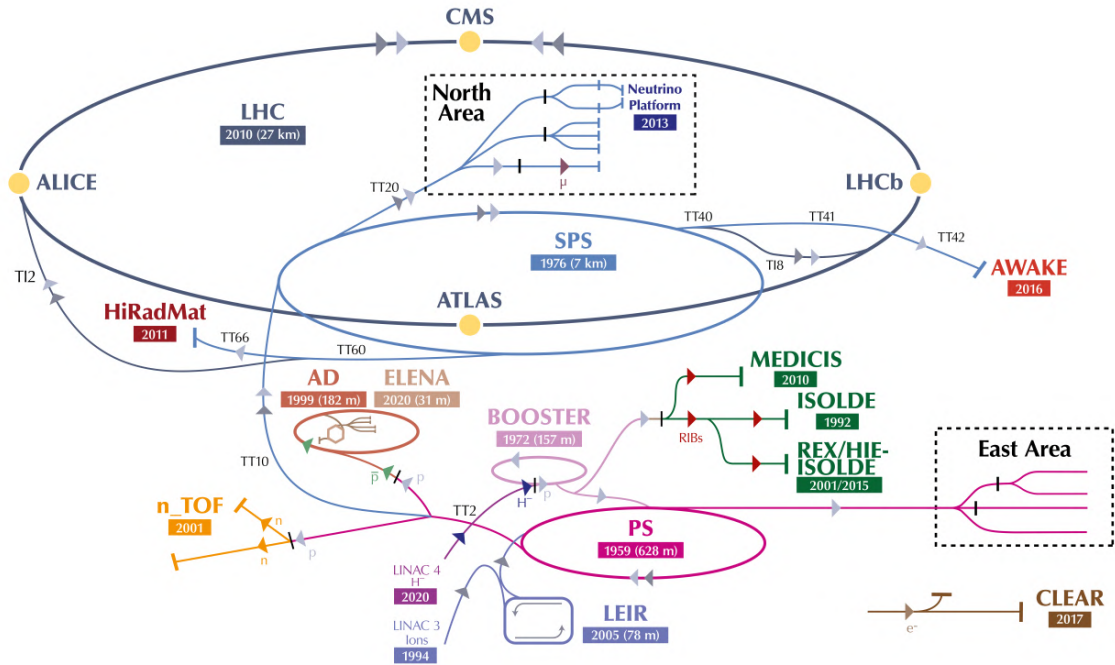 CMS
North
Area
Neutrino
Platform
2013
LHC
2010 (27 km)
ALICE
LHCb
μ
TT20
TT40
TT41
TT42
SPS
1976 (7 km)
TI8
TI2
AWAKE
2016
ATLAS
HiRadMat
2011
TT66
TT60
MEDICIS
2010
AD
1999 (182 m)
ELENA
2020 (31 m)
ISOLDE
1992
BOOSTER
1972 (157 m)
RIBs
REX/HIE-
ISOLDE
2001/2015
East Area
TT10
p̄
p
H⁻
p
n_TOF
2001
n
n
p
TT2
PS
1959 (628 m)
LINAC 4
H⁻
2020
LINAC 3
Ions
1994
LEIR
2005 (78 m)
e⁻
CLEAR
2017